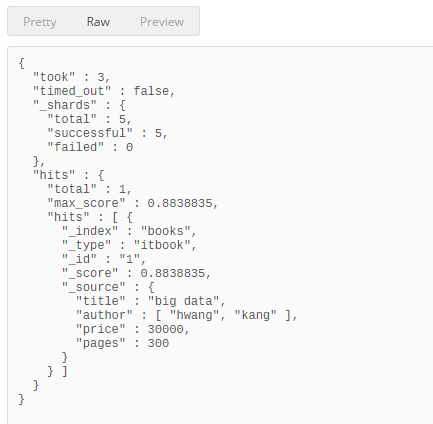 Pretty Raw Preview
{
  "took" : 3,
  "timed_out" : false,
  "_shards" : {
    "total" : 5,
    "successful" : 5,
    "failed" : 0
  },
  "hits" : {
    "total" : 1,
    "max_score" : 0.8838835,
    "hits" : [ {
      "_index" : "books",
      "_type" : "itbook",
      "_id" : "1",
      "_score" : 0.8838835,
      "_source" : {
        "title" : "big data",
        "author" : [ "hwang", "kang" ],
        "price" : 30000,
        "pages" : 300
      }
    } ]
  }
}